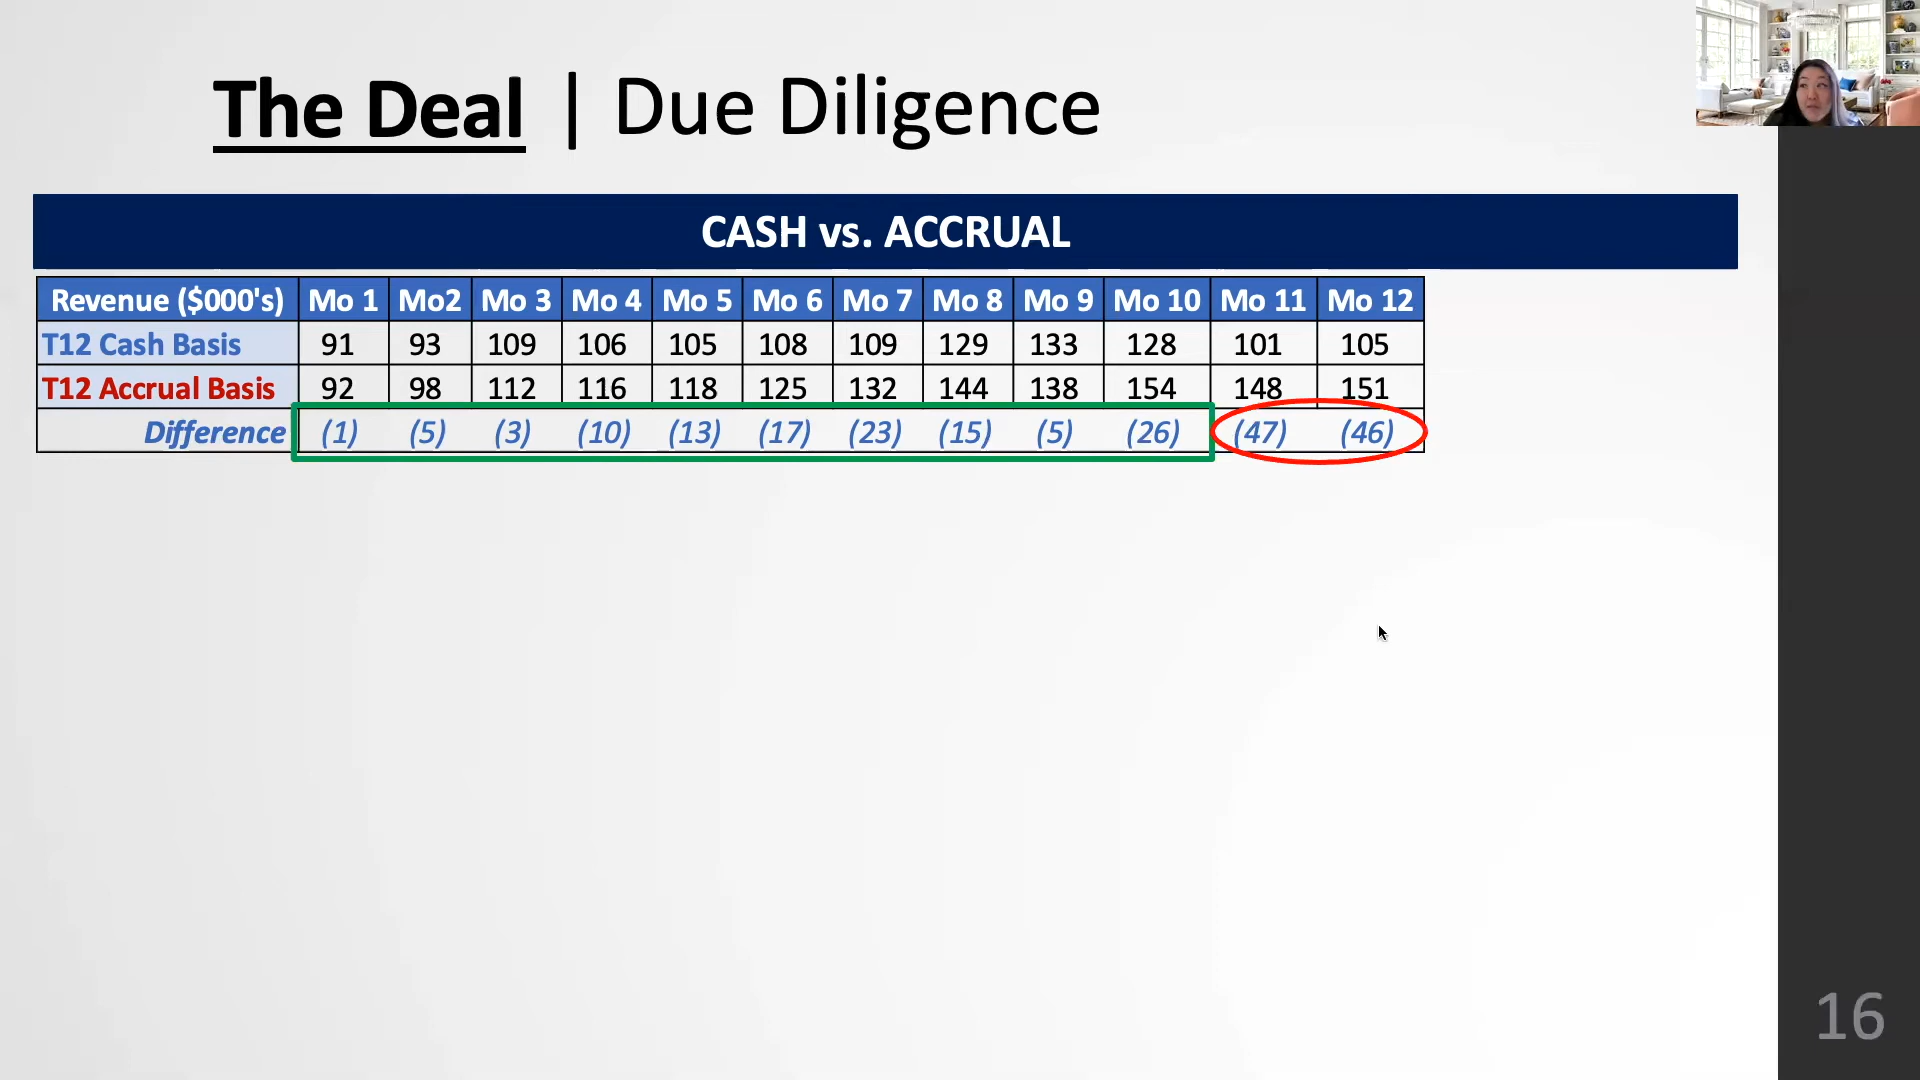 The Deal | Due Diligence
CASH vs. ACCRUAL
Revenue ($000's) Mo 1 Mo2 Mo 3 Mo 4 Mo 5 Mo 6 Mo 7 Mo 8 Mo 9 Mo 10 Mo 11 Mo 12
T12 Cash Basis 91 93 109 106 105 108 109 129 133 128 101 105
T12 Accrual Basis 92 98 112 116 118 125 132 144 138 154 148 151
Difference (1) (5) (3) (10) (13) (17) (23) (15) (5) (26) (47) (46)
16